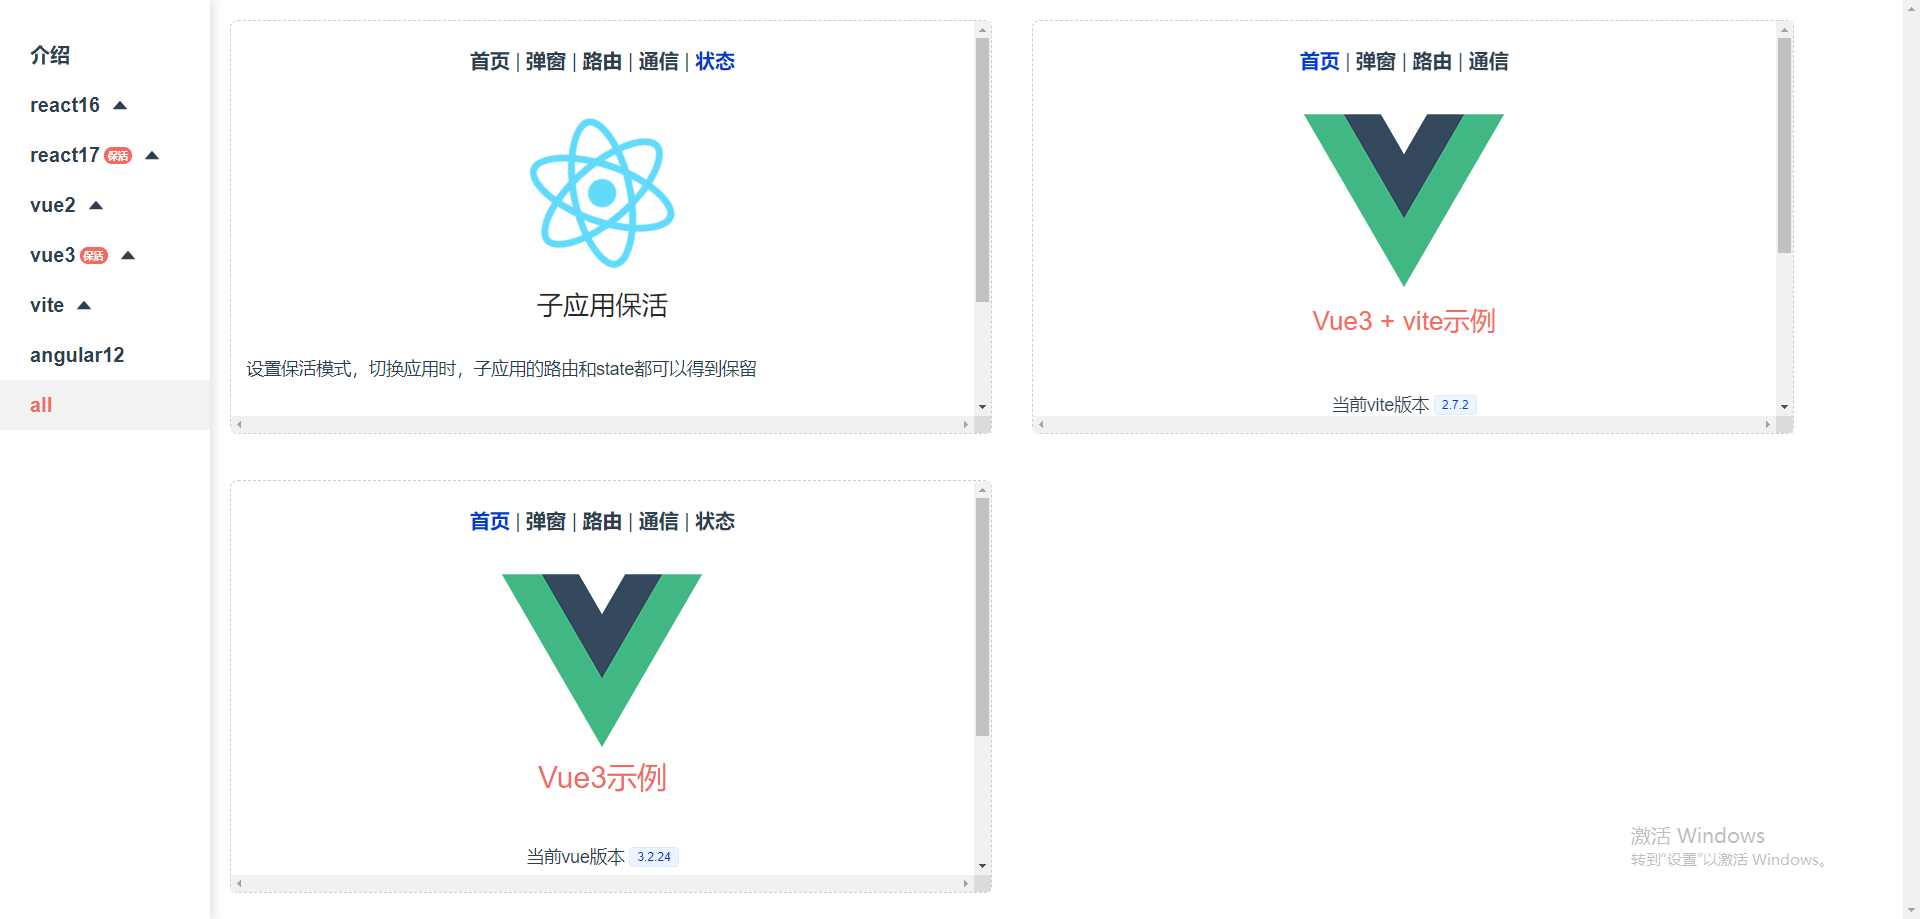 介绍
react16
react17 保活
vue2
vue3 保活
vite
angular12
all
首页 | 弹窗 | 路由 | 通信 | 状态
子应用保活
设置保活模式，切换应用时，子应用的路由和state都可以得到保留
首页 | 弹窗 | 路由 | 通信
Vue3 + vite示例
当前vite版本 2.7.2
首页 | 弹窗 | 路由 | 通信 | 状态
Vue3示例
当前vue版本 3.2.24
激活 Windows
转到“设置”以激活 Windows。